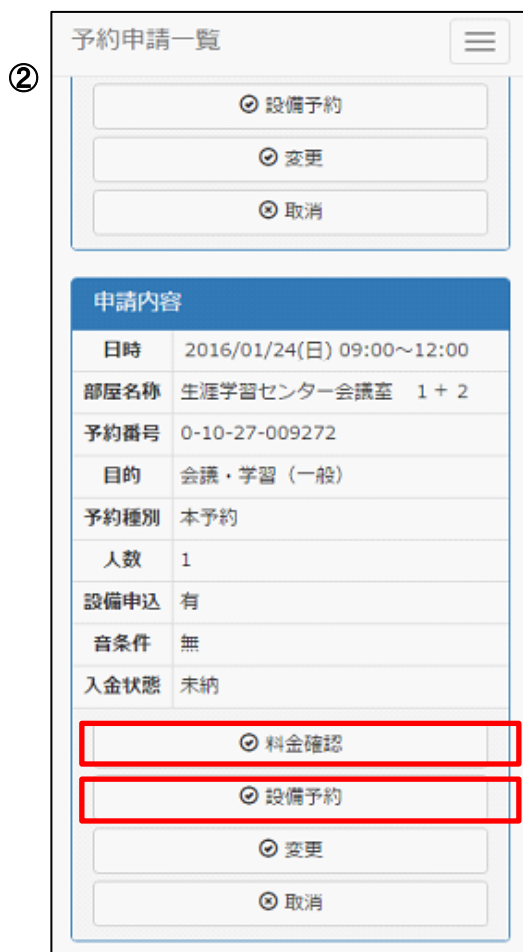 ②
予約申請一覧
設備予約
変更
取消
申請内容
日時 2016/01/24(日) 09:00~12:00
部屋名称 生涯学習センター会議室 1 + 2
予約番号 0-10-27-009272
目的 会議・学習（一般）
予約種別 本予約
人数 1
設備申込 有
音条件 無
入金状態 未納
料金確認
設備予約
変更
取消